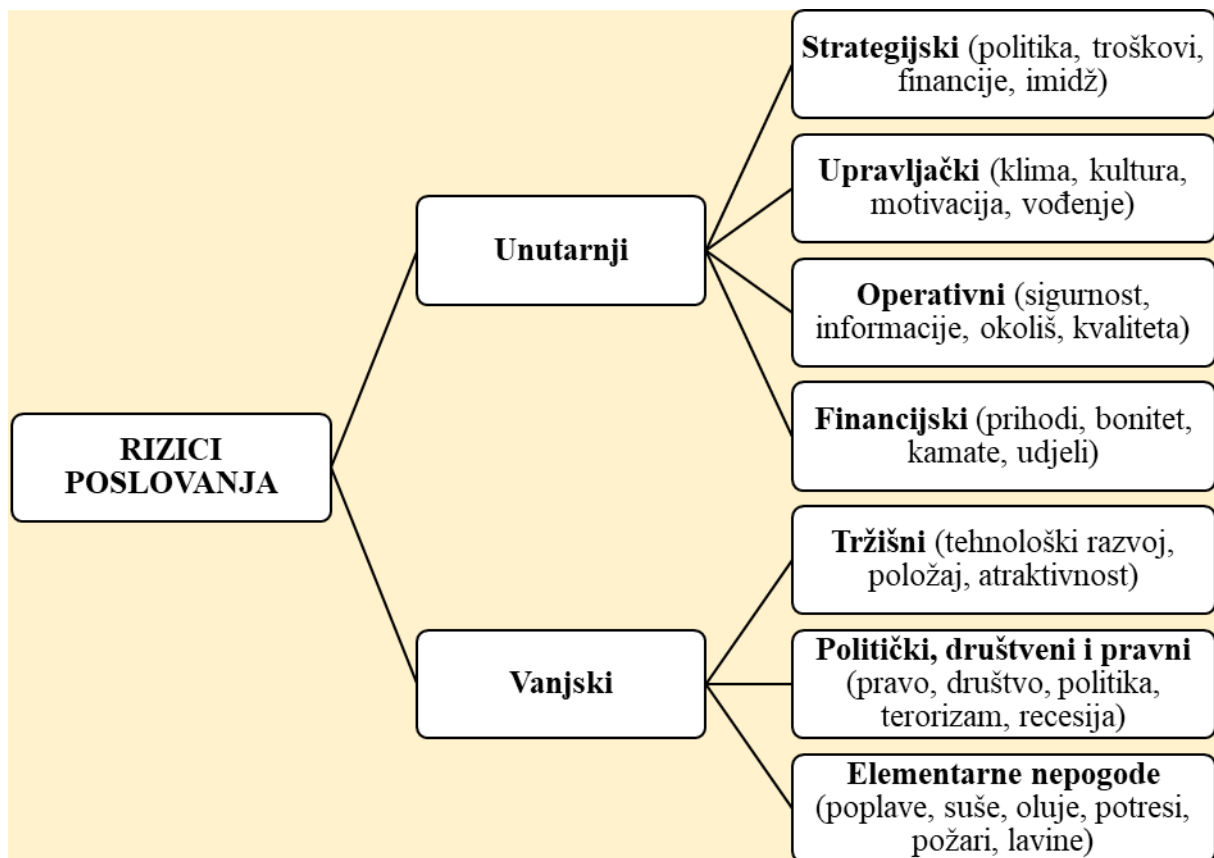 RIZICI
POSLOVANJA
Unutarnji
Strategijski (politika, troškovi,
financije, imidž)
Upravljački (klima, kultura,
motivacija, vođenje)
Operativni (sigurnost,
informacije, okoliš, kvaliteta)
Financijski (prihodi, bonitet,
kamate, udjeli)
Vanjski
Tržišni (tehnološki razvoj,
položaj, atraktivnost)
Politički, društveni i pravni
(pravo, društvo, politika,
terorizam, recesija)
Elementarne nepogode
(poplave, suše, oluje, potresi,
požari, lavine)